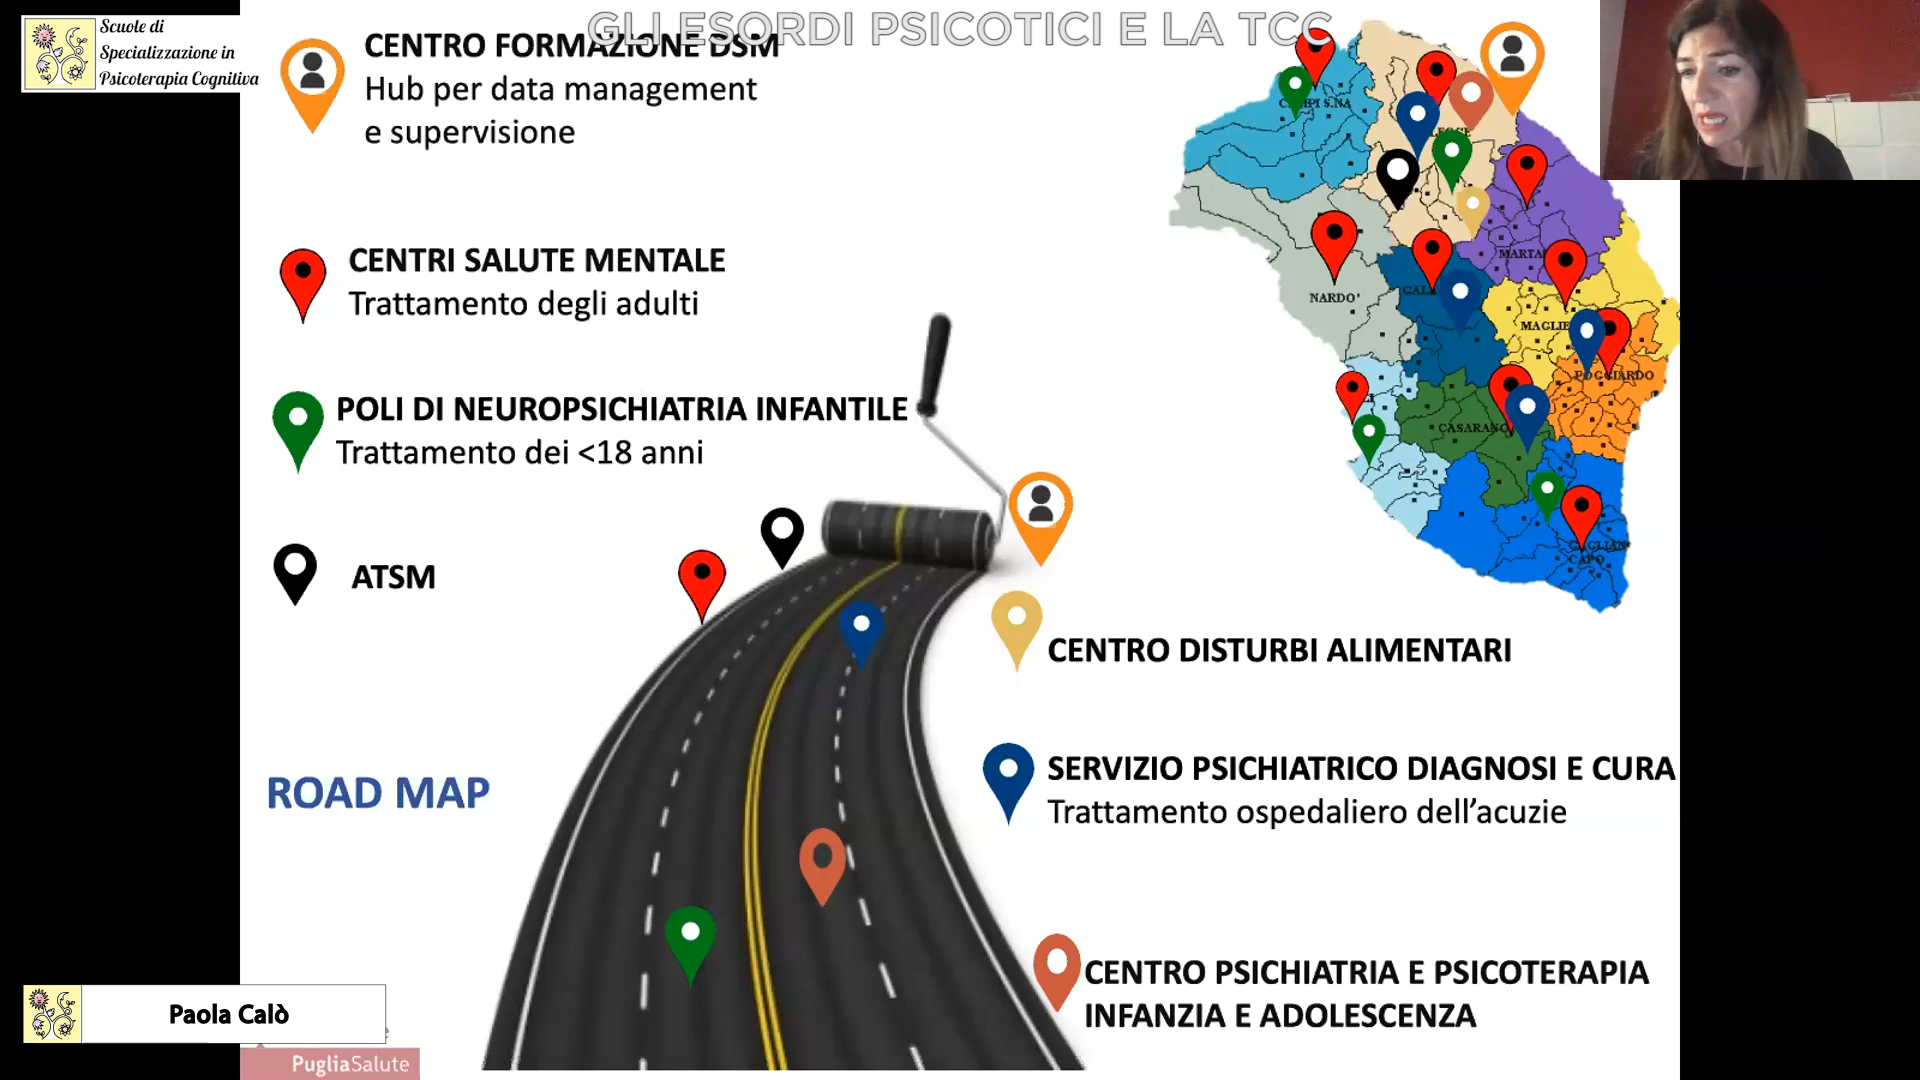 Scuole di
Specializzazione in
Psicoterapia Cognitiva
GLI ESORDI PSICOTICI E LA TCC
CENTRO FORMAZIONE DSM
Hub per data management
e supervisione
CENTRI SALUTE MENTALE
Trattamento degli adulti
POLI DI NEUROPSICHIATRIA INFANTILE
Trattamento dei <18 anni
ATSM
ROAD MAP
CENTRO DISTURBI ALIMENTARI
SERVIZIO PSICHIATRICO DIAGNOSI E CURA
Trattamento ospedaliero dell’acuzie
CENTRO PSICHIATRIA E PSICOTERAPIA
INFANZIA E ADOLESCENZA
NARDO'
CASARANO
POGGIARDO
Paola Calò
PugliaSalute